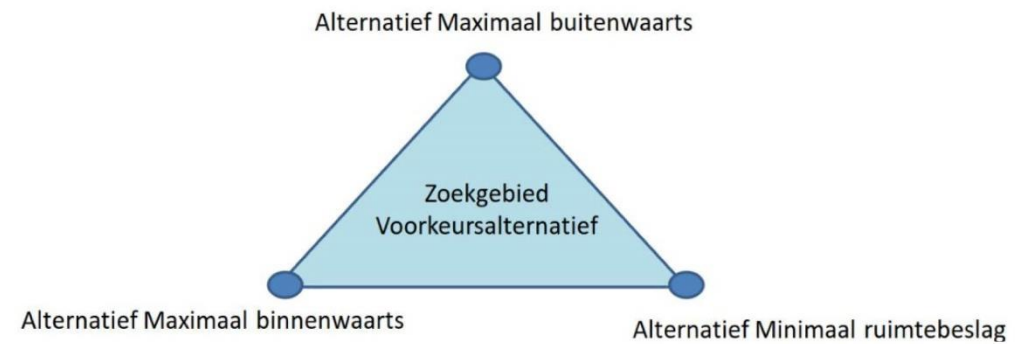 Alternatief Maximaal buitenwaarts
Zoekgebied
Voorkeursalternatief
Alternatief Maximaal binnenwaarts
Alternatief Minimaal ruimtebeslag